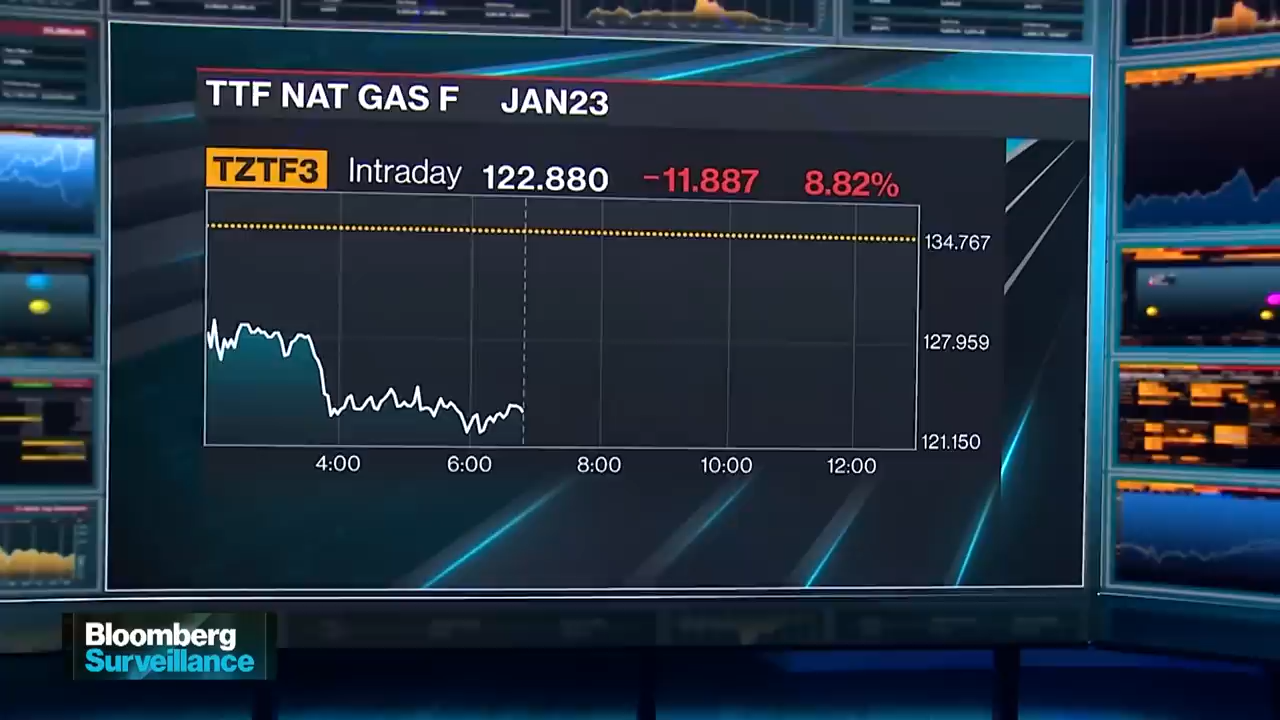 TTF NAT GAS F JAN23
TZTF3 Intraday 122.880 -11.887 8.82%
134.767
127.959
121.150
4:00 6:00 8:00 10:00 12:00
Bloomberg
Surveillance